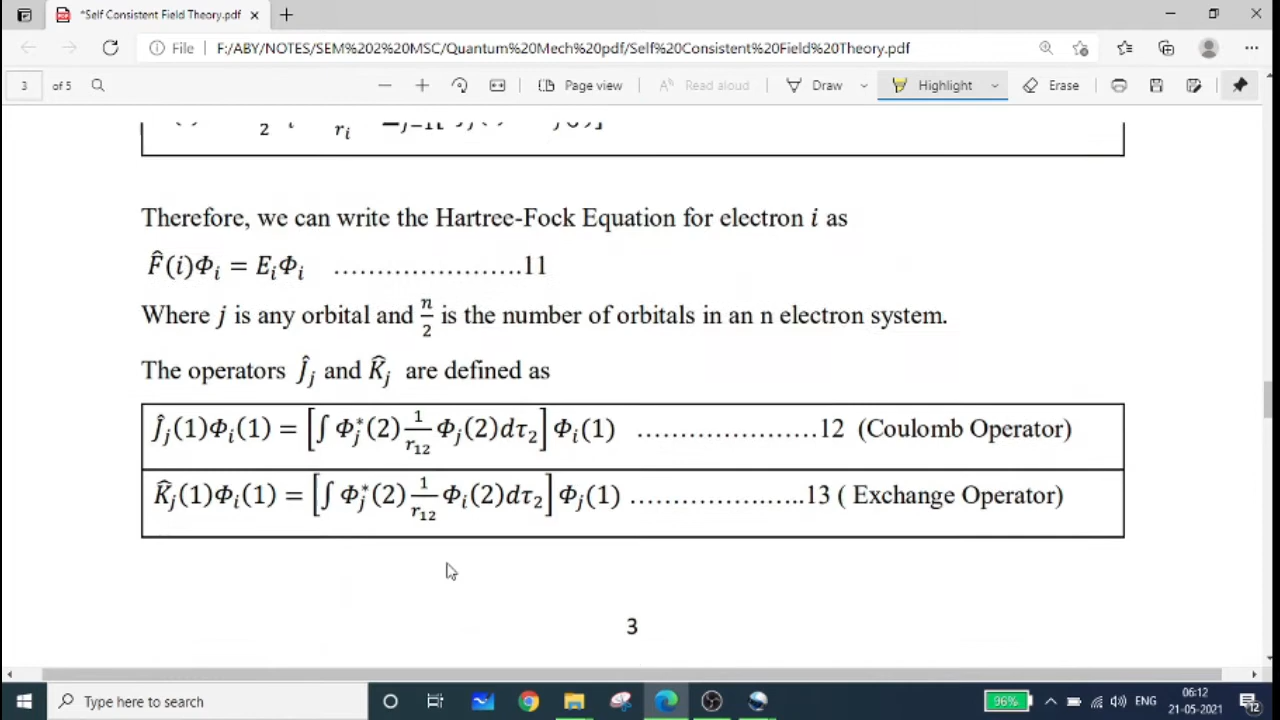 *Self Consistent Field Theory.pdf
File F:/ABY/NOTES/SEM%202%20MSC/Quantum%20Mech%20pdf/Self%20Consistent%20Field%20Theory.pdf
3 of 5 Page view Read aloud Draw Highlight Erase
2 r_i
Therefore, we can write the Hartree-Fock Equation for electron i as
F̂(i)Φ_i = E_iΦ_i ………………….11
Where j is any orbital and n/2 is the number of orbitals in an n electron system.
The operators Ĵ_j and K̂_j are defined as
Ĵ_j(1)Φ_i(1) = [∫ Φ_j^*(2) 1/r_12 Φ_j(2)dτ_2] Φ_i(1) …………………12 (Coulomb Operator)
K̂_j(1)Φ_i(1) = [∫ Φ_j^*(2) 1/r_12 Φ_i(2)dτ_2] Φ_j(1) ………………..13 ( Exchange Operator)
3
Type here to search 96% ENG 06:12
21-05-2021 12